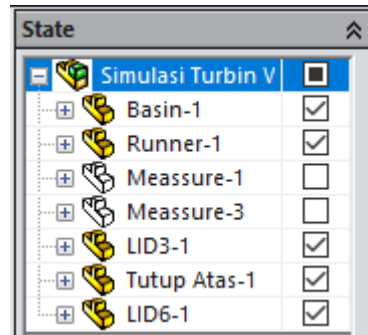 State
Simulasi Turbin V
Basin-1
Runner-1
Meassure-1
Meassure-3
LID3-1
Tutup Atas-1
LID6-1